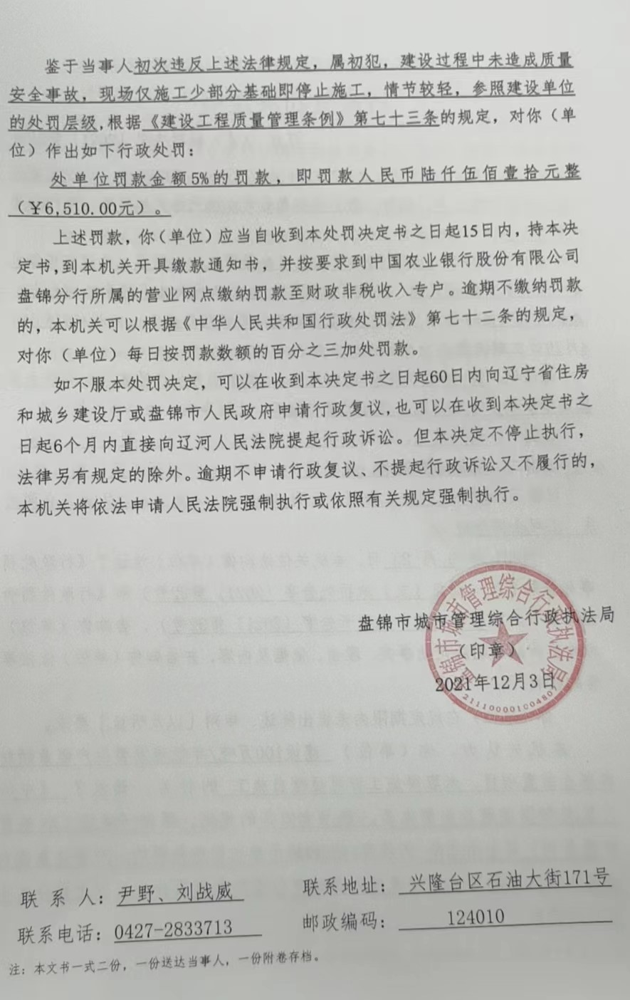 鉴于当事人初次违反上述法律规定，属初犯，建设过程中未造成质量
安全事故，现场仅施工少部分基础即停止施工，情节较轻，参照建设单位
的处罚层级,根据《建设工程质量管理条例》第七十三条的规定，对你（单
位）作出如下行政处罚：
处单位罚款金额5%的罚款，即罚款人民币陆仟伍佰壹拾元整
（￥6,510.00元）。
上述罚款，你（单位）应当自收到本处罚决定书之日起15日内，持本决
定书,到本机关开具缴款通知书，并按要求到中国农业银行股份有限公司
盘锦分行所属的营业网点缴纳罚款至财政非税收入专户。逾期不缴纳罚款
的，本机关可以根据《中华人民共和国行政处罚法》第七十二条的规定，
对你（单位）每日按罚款数额的百分之三加处罚款。
如不服本处罚决定，可以在收到本决定书之日起60日内向辽宁省住房
和城乡建设厅或盘锦市人民政府申请行政复议,也可以在收到本决定书之
日起6个月内直接向辽河人民法院提起行政诉讼。但本决定不停止执行，
法律另有规定的除外。逾期不申请行政复议、不提起行政诉讼又不履行的，
本机关将依法申请人民法院强制执行或依照有关规定强制执行。
盘锦市城市管理综合行政执法局
（印章）
2021年12月3日
盘锦市城市管理综合行政执法局
211100001004807
联 系 人：尹野、刘战威
联系地址：兴隆台区石油大街171号
联系电话：0427-2833713
邮政编码：124010
注：本文书一式二份，一份送达当事人，一份附卷存档。